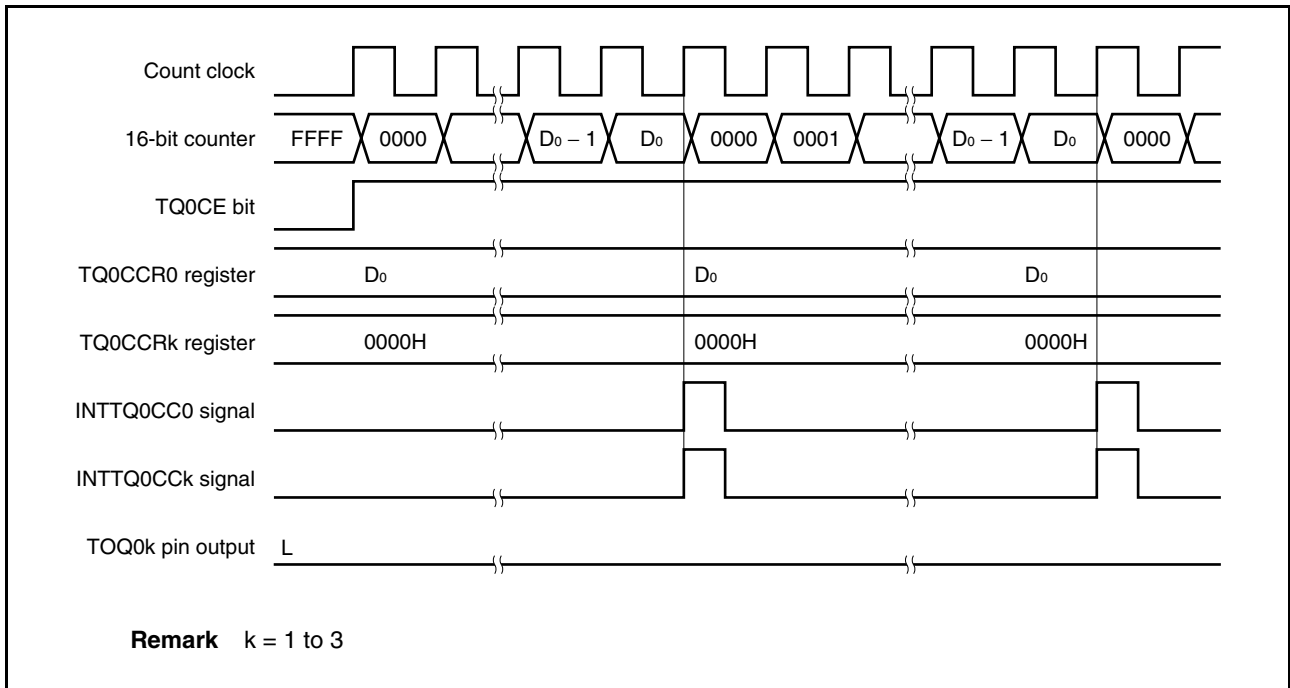 Count clock
16-bit counter FFFF 0000 D₀ − 1 D₀ 0000 0001 D₀ − 1 D₀ 0000
TQ0CE bit
TQ0CCR0 register D₀ D₀ D₀
TQ0CCRk register 0000H 0000H 0000H
INTTQ0CC0 signal
INTTQ0CCk signal
TOQ0k pin output L
Remark k = 1 to 3